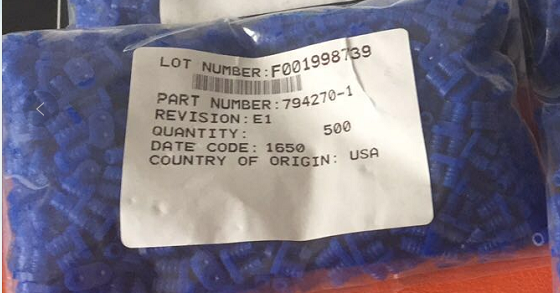 LOT NUMBER:F001998739
PART NUMBER:794270-1
REVISION:E1
QUANTITY: 500
DATE CODE: 1650
COUNTRY OF ORIGIN: USA